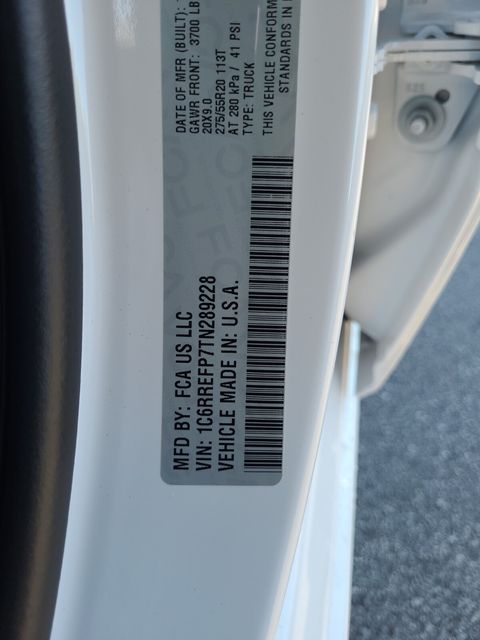 MFD BY: FCA US LLC
VIN: 1C6RREFP7TN289228
VEHICLE MADE IN: U.S.A.
DATE OF MFR (BUILT):
GAWR FRONT: 3700 LB
20X9.0
275/55R20 113T
AT 280 kPa / 41 PSI
TYPE: TRUCK
THIS VEHICLE CONFORM
STANDARDS IN